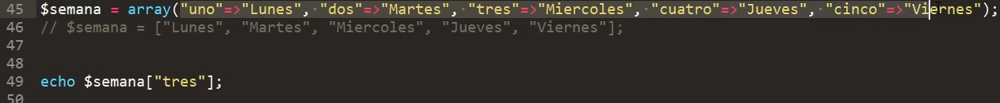 45 $semana = array("uno"=>"Lunes", "dos"=>"Martes", "tres"=>"Miercoles", "cuatro"=>"Jueves", "cinco"=>"Viernes");
46 // $semana = ["Lunes", "Martes", "Miercoles", "Jueves", "Viernes"];
47
48
49 echo $semana["tres"];
50